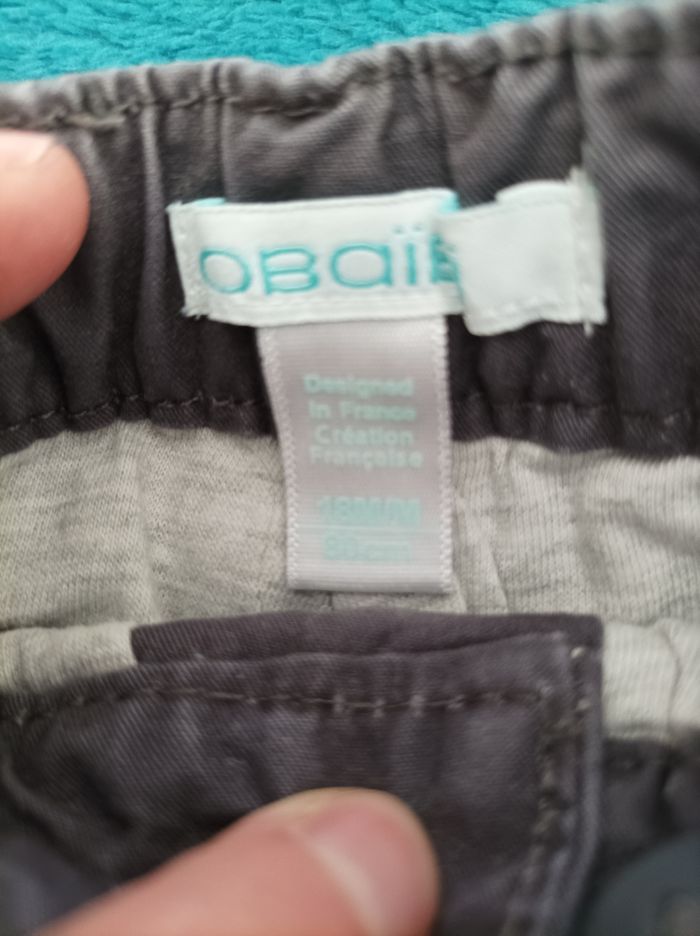 OBAÏB
Designed
in France
Création
Française
18M/M
80cm